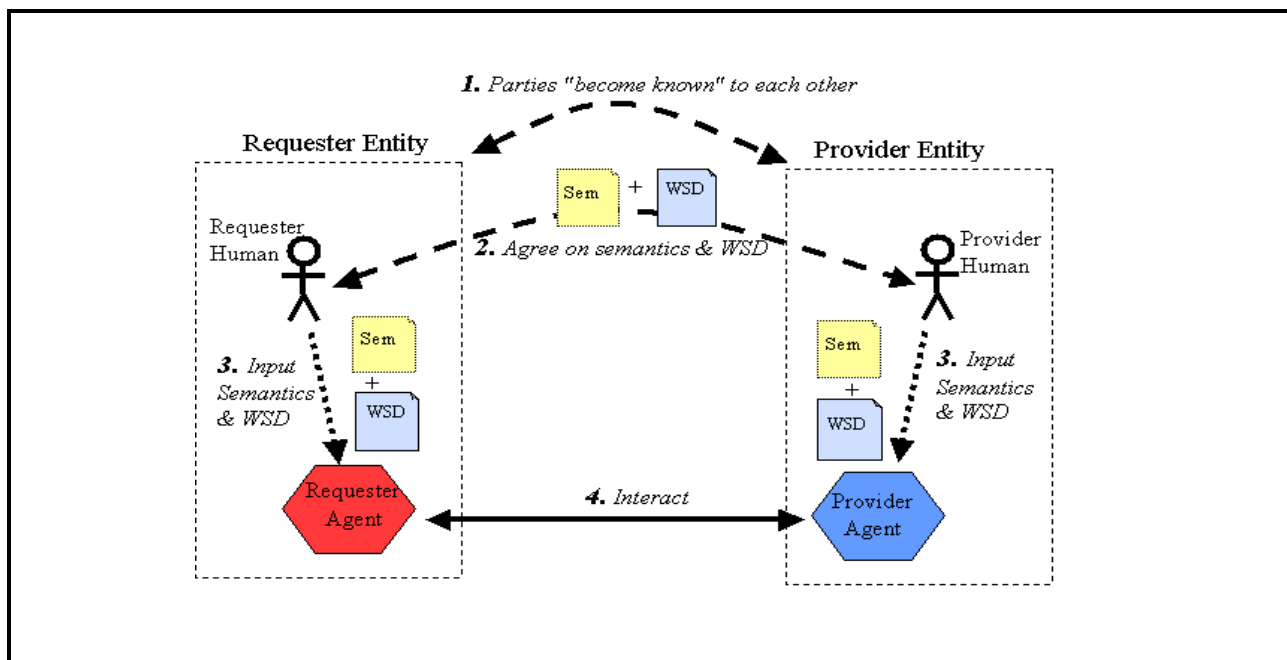 1. Parties "become known" to each other
Requester Entity
Provider Entity
Sem
+
WSD
Requester
Human
2. Agree on semantics & WSD
Provider
Human
3. Input
Semantics
& WSD
Sem
+
WSD
Sem
+
WSD
3. Input
Semantics
& WSD
Requester
Agent
4. Interact
Provider
Agent